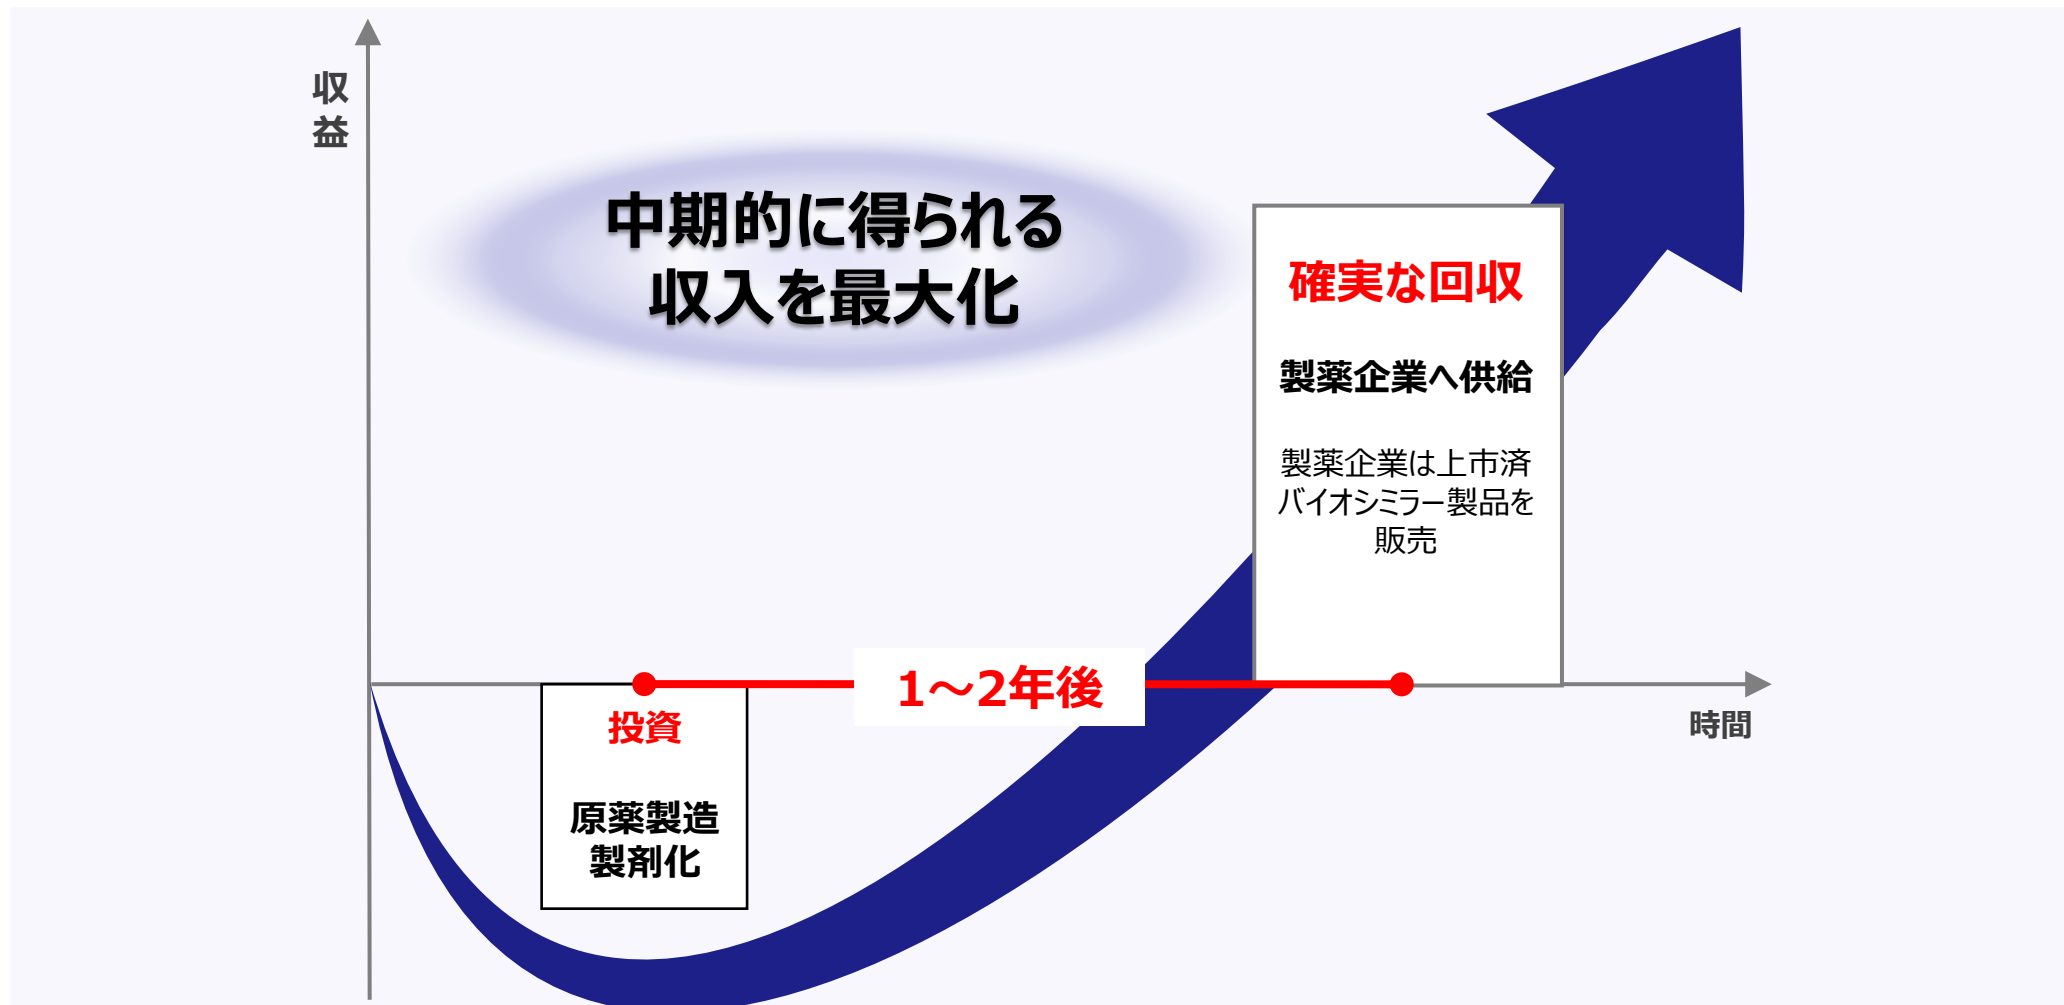 収益
中期的に得られる
収入を最大化
確実な回収
製薬企業へ供給
製薬企業は上市済
バイオシミラー製品を
販売
1～2年後
時間
投資
原薬製造
製剤化